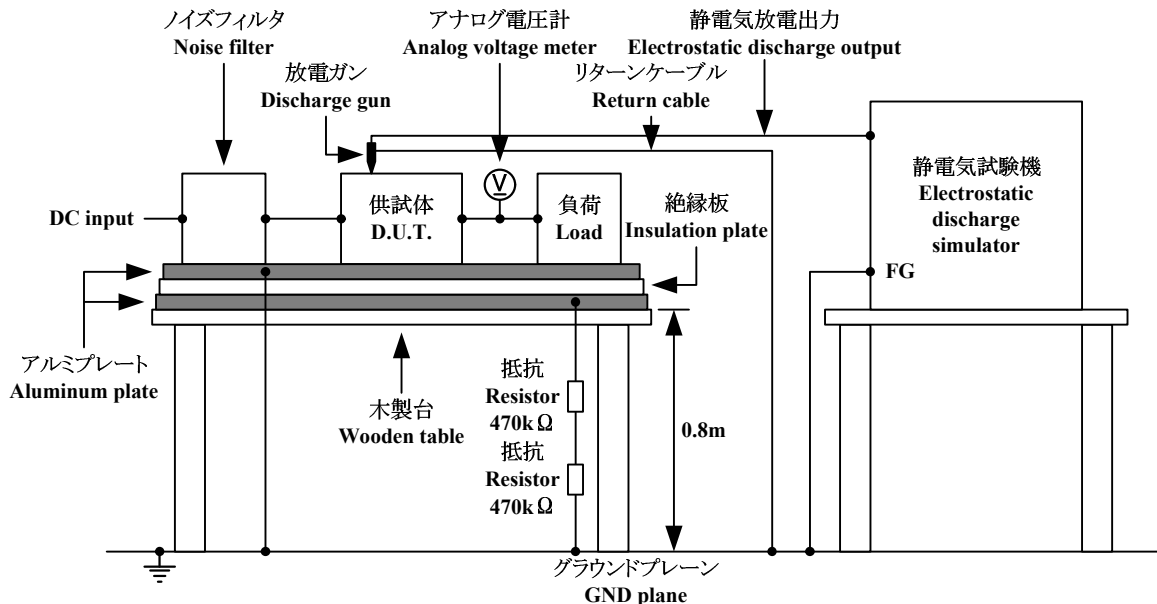 ノイズフィルタ
Noise filter
アナログ電圧計
Analog voltage meter
静電気放電出力
Electrostatic discharge output
放電ガン
Discharge gun
リターンケーブル
Return cable
DC input
供試体
D.U.T.
V
負荷
Load
絶縁板
Insulation plate
静電気試験機
Electrostatic
discharge
simulator
FG
アルミプレート
Aluminum plate
木製台
Wooden table
抵抗
Resistor
470kΩ
抵抗
Resistor
470kΩ
0.8m
グラウンドプレーン
GND plane